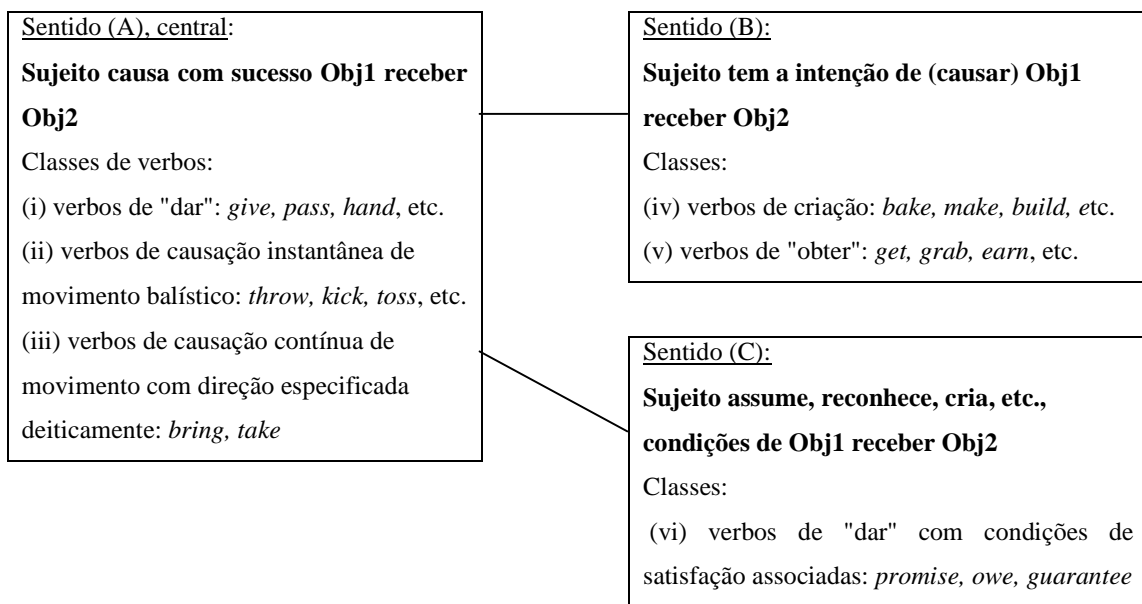 Sentido (A), central:
Sujeito causa com sucesso Obj1 receber
Obj2
Classes de verbos:
(i) verbos de "dar": give, pass, hand, etc.
(ii) verbos de causação instantânea de
movimento balístico: throw, kick, toss, etc.
(iii) verbos de causação contínua de
movimento com direção especificada
deiticamente: bring, take
Sentido (B):
Sujeito tem a intenção de (causar) Obj1
receber Obj2
Classes:
(iv) verbos de criação: bake, make, build, etc.
(v) verbos de "obter": get, grab, earn, etc.
Sentido (C):
Sujeito assume, reconhece, cria, etc.,
condições de Obj1 receber Obj2
Classes:
(vi) verbos de "dar" com condições de
satisfação associadas: promise, owe, guarantee